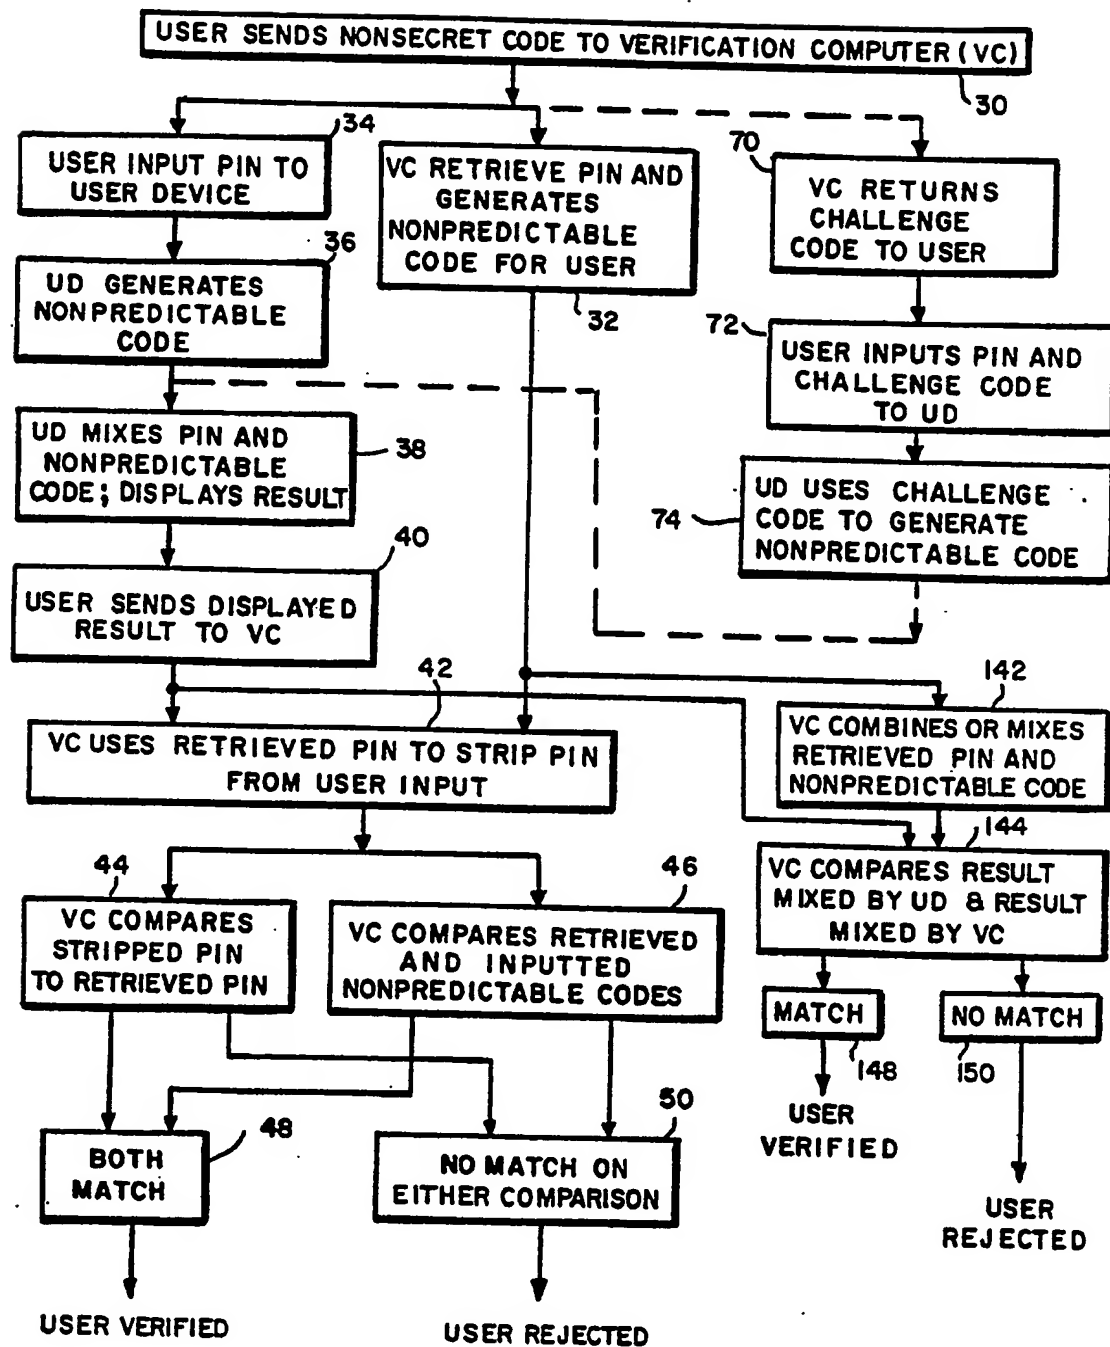 USER SENDS NONSECRET CODE TO VERIFICATION COMPUTER (VC)
30
34
USER INPUT PIN TO
USER DEVICE
VC RETRIEVE PIN AND
GENERATES
NONPREDICTABLE
CODE FOR USER
32
70
VC RETURNS
CHALLENGE
CODE TO USER
36
UD GENERATES
NONPREDICTABLE
CODE
72
USER INPUTS PIN AND
CHALLENGE CODE
TO UD
UD MIXES PIN AND
NONPREDICTABLE
CODE; DISPLAYS RESULT
38
74
UD USES CHALLENGE
CODE TO GENERATE
NONPREDICTABLE CODE
40
USER SENDS DISPLAYED
RESULT TO VC
42
VC USES RETRIEVED PIN TO STRIP PIN
FROM USER INPUT
142
VC COMBINES OR MIXES
RETRIEVED PIN AND
NONPREDICTABLE CODE
144
VC COMPARES RESULT
MIXED BY UD & RESULT
MIXED BY VC
44
VC COMPARES
STRIPPED PIN
TO RETRIEVED PIN
46
VC COMPARES RETRIEVED
AND INPUTTED
NONPREDICTABLE CODES
MATCH
148
NO MATCH
150
USER
VERIFIED
USER
REJECTED
48
BOTH
MATCH
50
NO MATCH ON
EITHER COMPARISON
USER VERIFIED
USER REJECTED